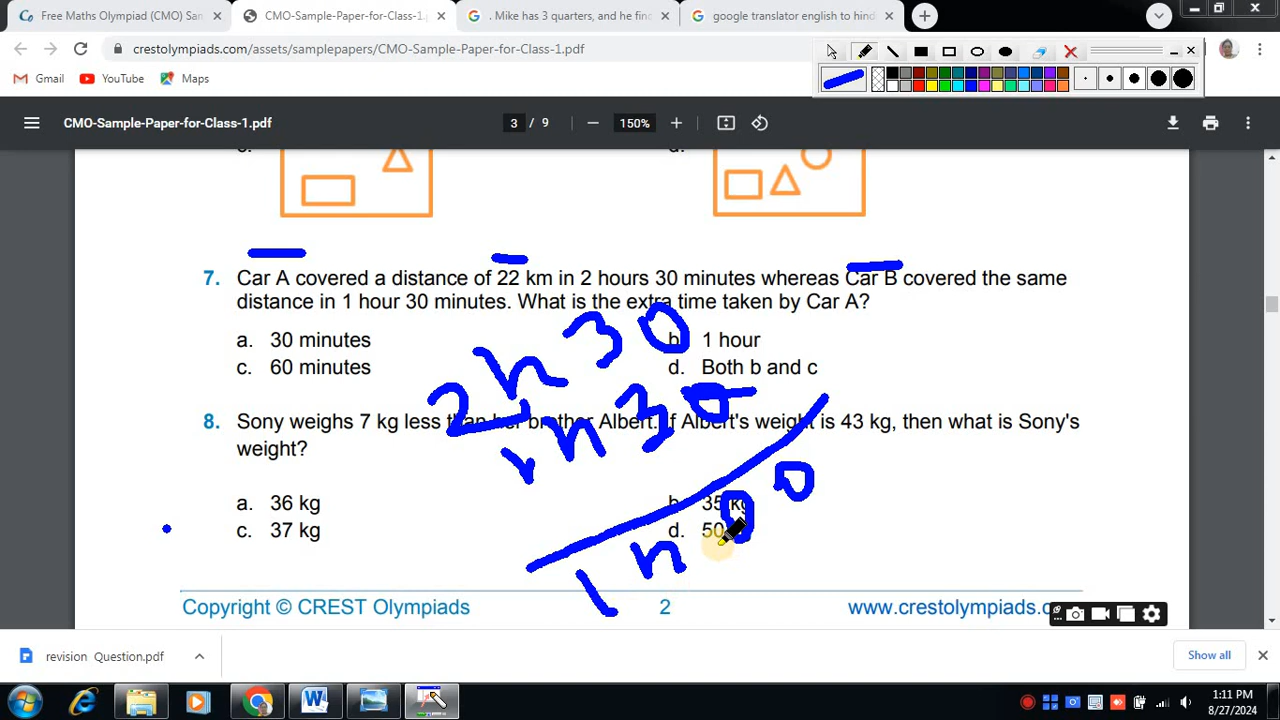 Free Maths Olympiad (CMO) San
CMO-Sample-Paper-for-Class-1.p
. Mike has 3 quarters, and he find
google translator english to hind
crestolympiads.com/assets/samplepapers/CMO-Sample-Paper-for-Class-1.pdf
Gmail YouTube Maps
CMO-Sample-Paper-for-Class-1.pdf 3 / 9 150%
7. Car A covered a distance of 22 km in 2 hours 30 minutes whereas Car B covered the same
distance in 1 hour 30 minutes. What is the extra time taken by Car A?
a. 30 minutes b. 1 hour
c. 60 minutes d. Both b and c
2h 30
1h 30
1h 00
8. Sony weighs 7 kg less than her brother Albert. If Albert's weight is 43 kg, then what is Sony's
weight?
a. 36 kg b. 35 kg
c. 37 kg d. 50
Copyright © CREST Olympiads 2 www.crestolympiads.c
revision Question.pdf Show all
1:11 PM
8/27/2024